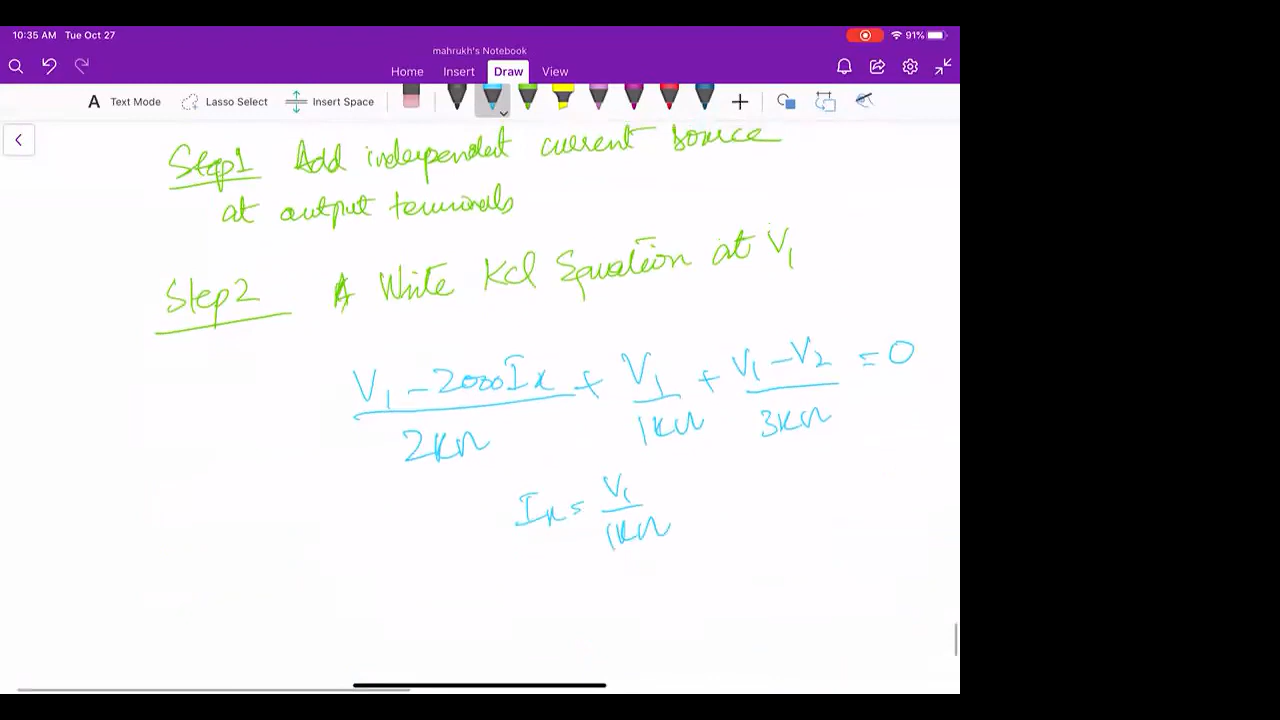 10:35 AM Tue Oct 27
91%
mahrukh's Notebook
Home Insert Draw View
A Text Mode Lasso Select Insert Space
Step1 Add independent current source
at output terminals
Step2 A Write Kcl Equation at V1
V1 - 2000Ix / 2KΩ + V1 / 1KΩ + V1 - V2 / 3KΩ = 0
Ix = V1 / 1KΩ